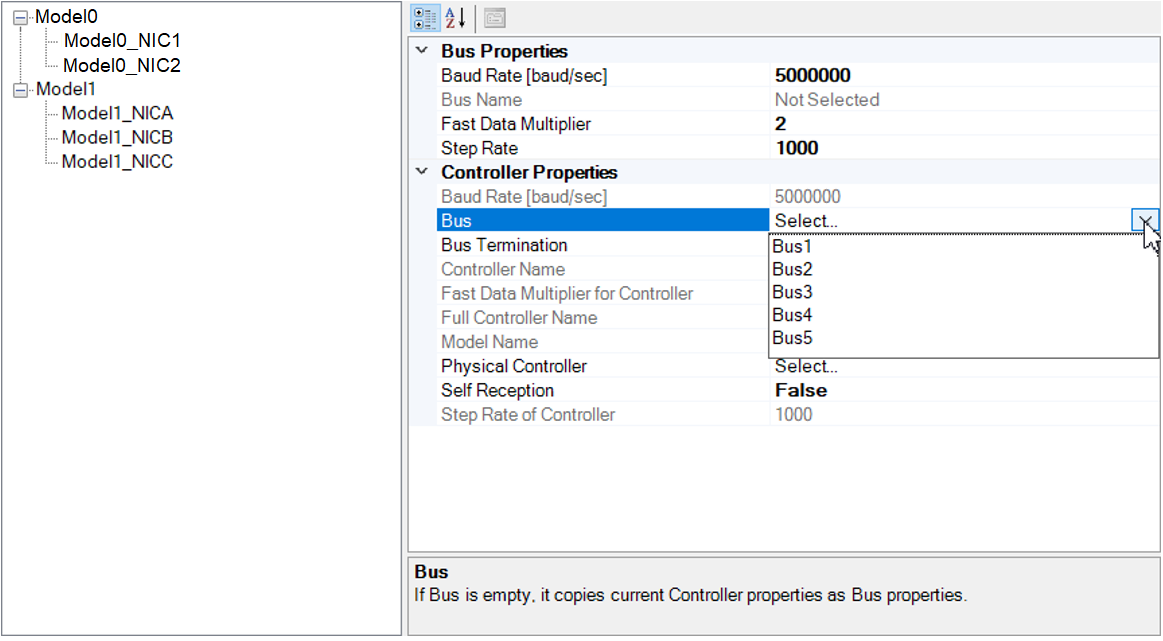 Model0
Model0_NIC1
Model0_NIC2
Model1
Model1_NICA
Model1_NICB
Model1_NICC
A
Z
Bus Properties
Baud Rate [baud/sec] 5000000
Bus Name Not Selected
Fast Data Multiplier 2
Step Rate 1000
Controller Properties
Baud Rate [baud/sec] 5000000
Bus Select...
Bus Termination
Controller Name
Fast Data Multiplier for Controller
Full Controller Name
Model Name
Bus1
Bus2
Bus3
Bus4
Bus5
Physical Controller Select...
Self Reception False
Step Rate of Controller 1000
Bus
If Bus is empty, it copies current Controller properties as Bus properties.